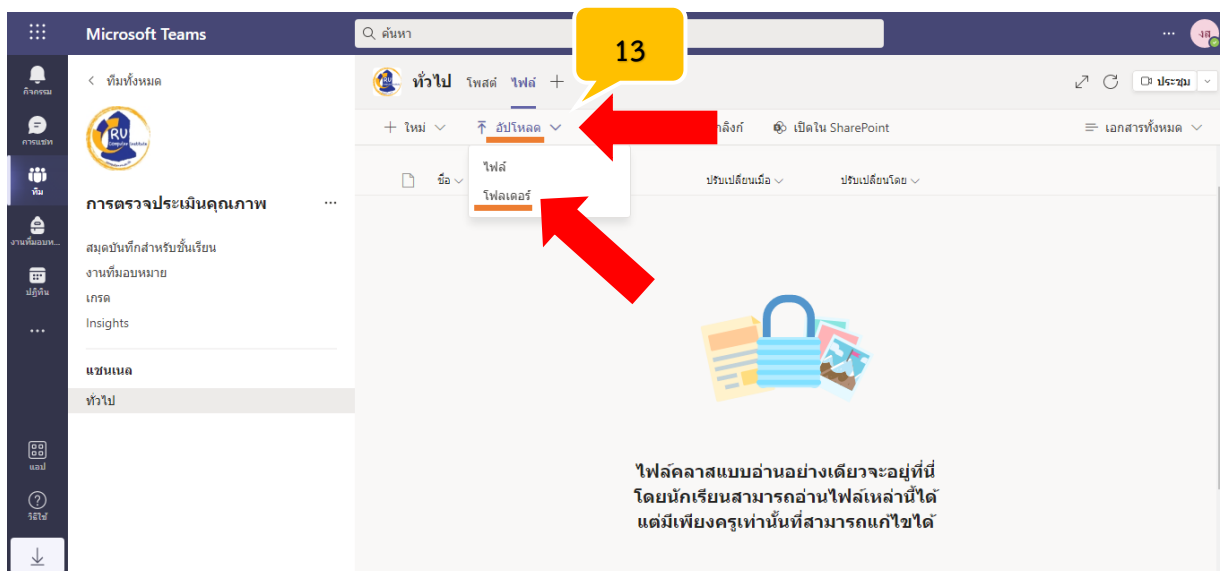 Microsoft Teams
ค้นหา
13
งส
กิจกรรม
การแชท
ทีม
งานที่มอบห...
ปฏิทิน
แอป
วิธีใช้
ทีมทั้งหมด
RU
การตรวจประเมินคุณภาพ
สมุดบันทึกสำหรับชั้นเรียน
งานที่มอบหมาย
เกรด
Insights
แชนเนล
ทั่วไป
ทั่วไป โพสต์ ไฟล์
ประชุม
ใหม่ อัปโหลด ลิงก์ เปิดใน SharePoint เอกสารทั้งหมด
ไฟล์
โฟลเดอร์
ชื่อ ปรับเปลี่ยนเมื่อ ปรับเปลี่ยนโดย
ไฟล์คลาสแบบอ่านอย่างเดียวจะอยู่ที่นี่
โดยนักเรียนสามารถอ่านไฟล์เหล่านี้ได้
แต่มีเพียงครูเท่านั้นที่สามารถแก้ไขได้